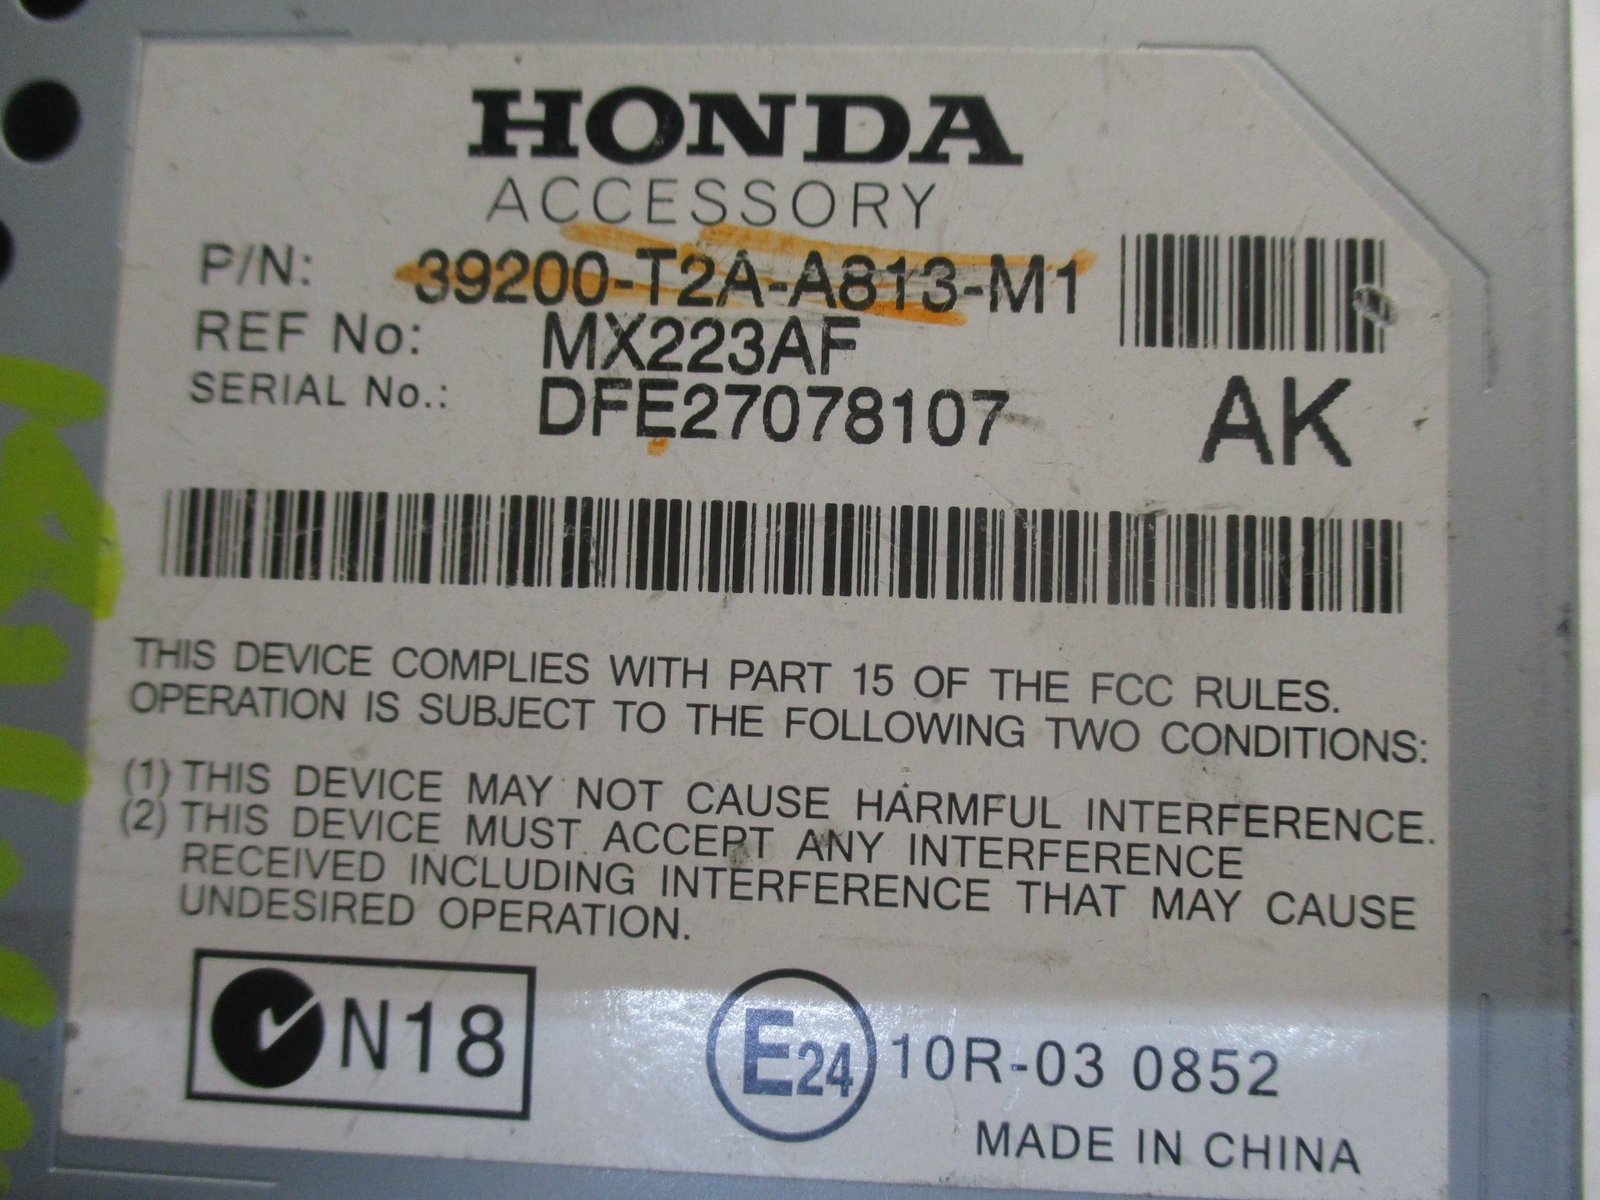 HONDA
ACCESSORY
P/N: 39200-T2A-A813-M1
REF No: MX223AF
SERIAL No.: DFE27078107
AK
THIS DEVICE COMPLIES WITH PART 15 OF THE FCC RULES.
OPERATION IS SUBJECT TO THE FOLLOWING TWO CONDITIONS:
(1) THIS DEVICE MAY NOT CAUSE HARMFUL INTERFERENCE.
(2) THIS DEVICE MUST ACCEPT ANY INTERFERENCE
RECEIVED INCLUDING INTERFERENCE THAT MAY CAUSE
UNDESIRED OPERATION.
N18
E24 10R-03 0852
MADE IN CHINA